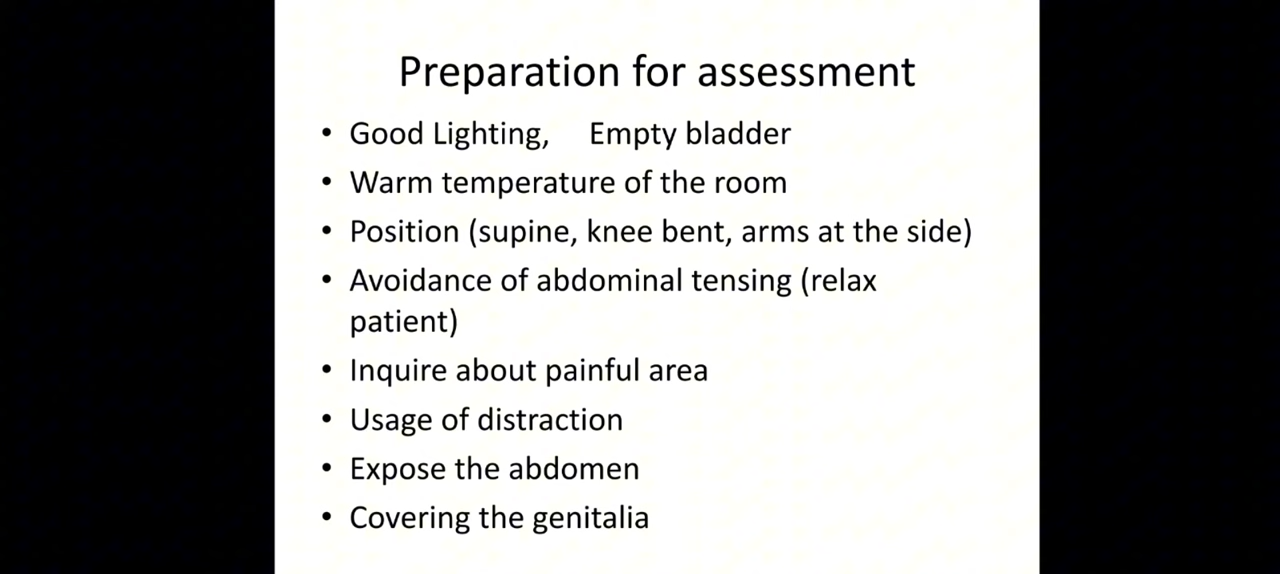 Preparation for assessment
• Good Lighting, Empty bladder
• Warm temperature of the room
• Position (supine, knee bent, arms at the side)
• Avoidance of abdominal tensing (relax
patient)
• Inquire about painful area
• Usage of distraction
• Expose the abdomen
• Covering the genitalia